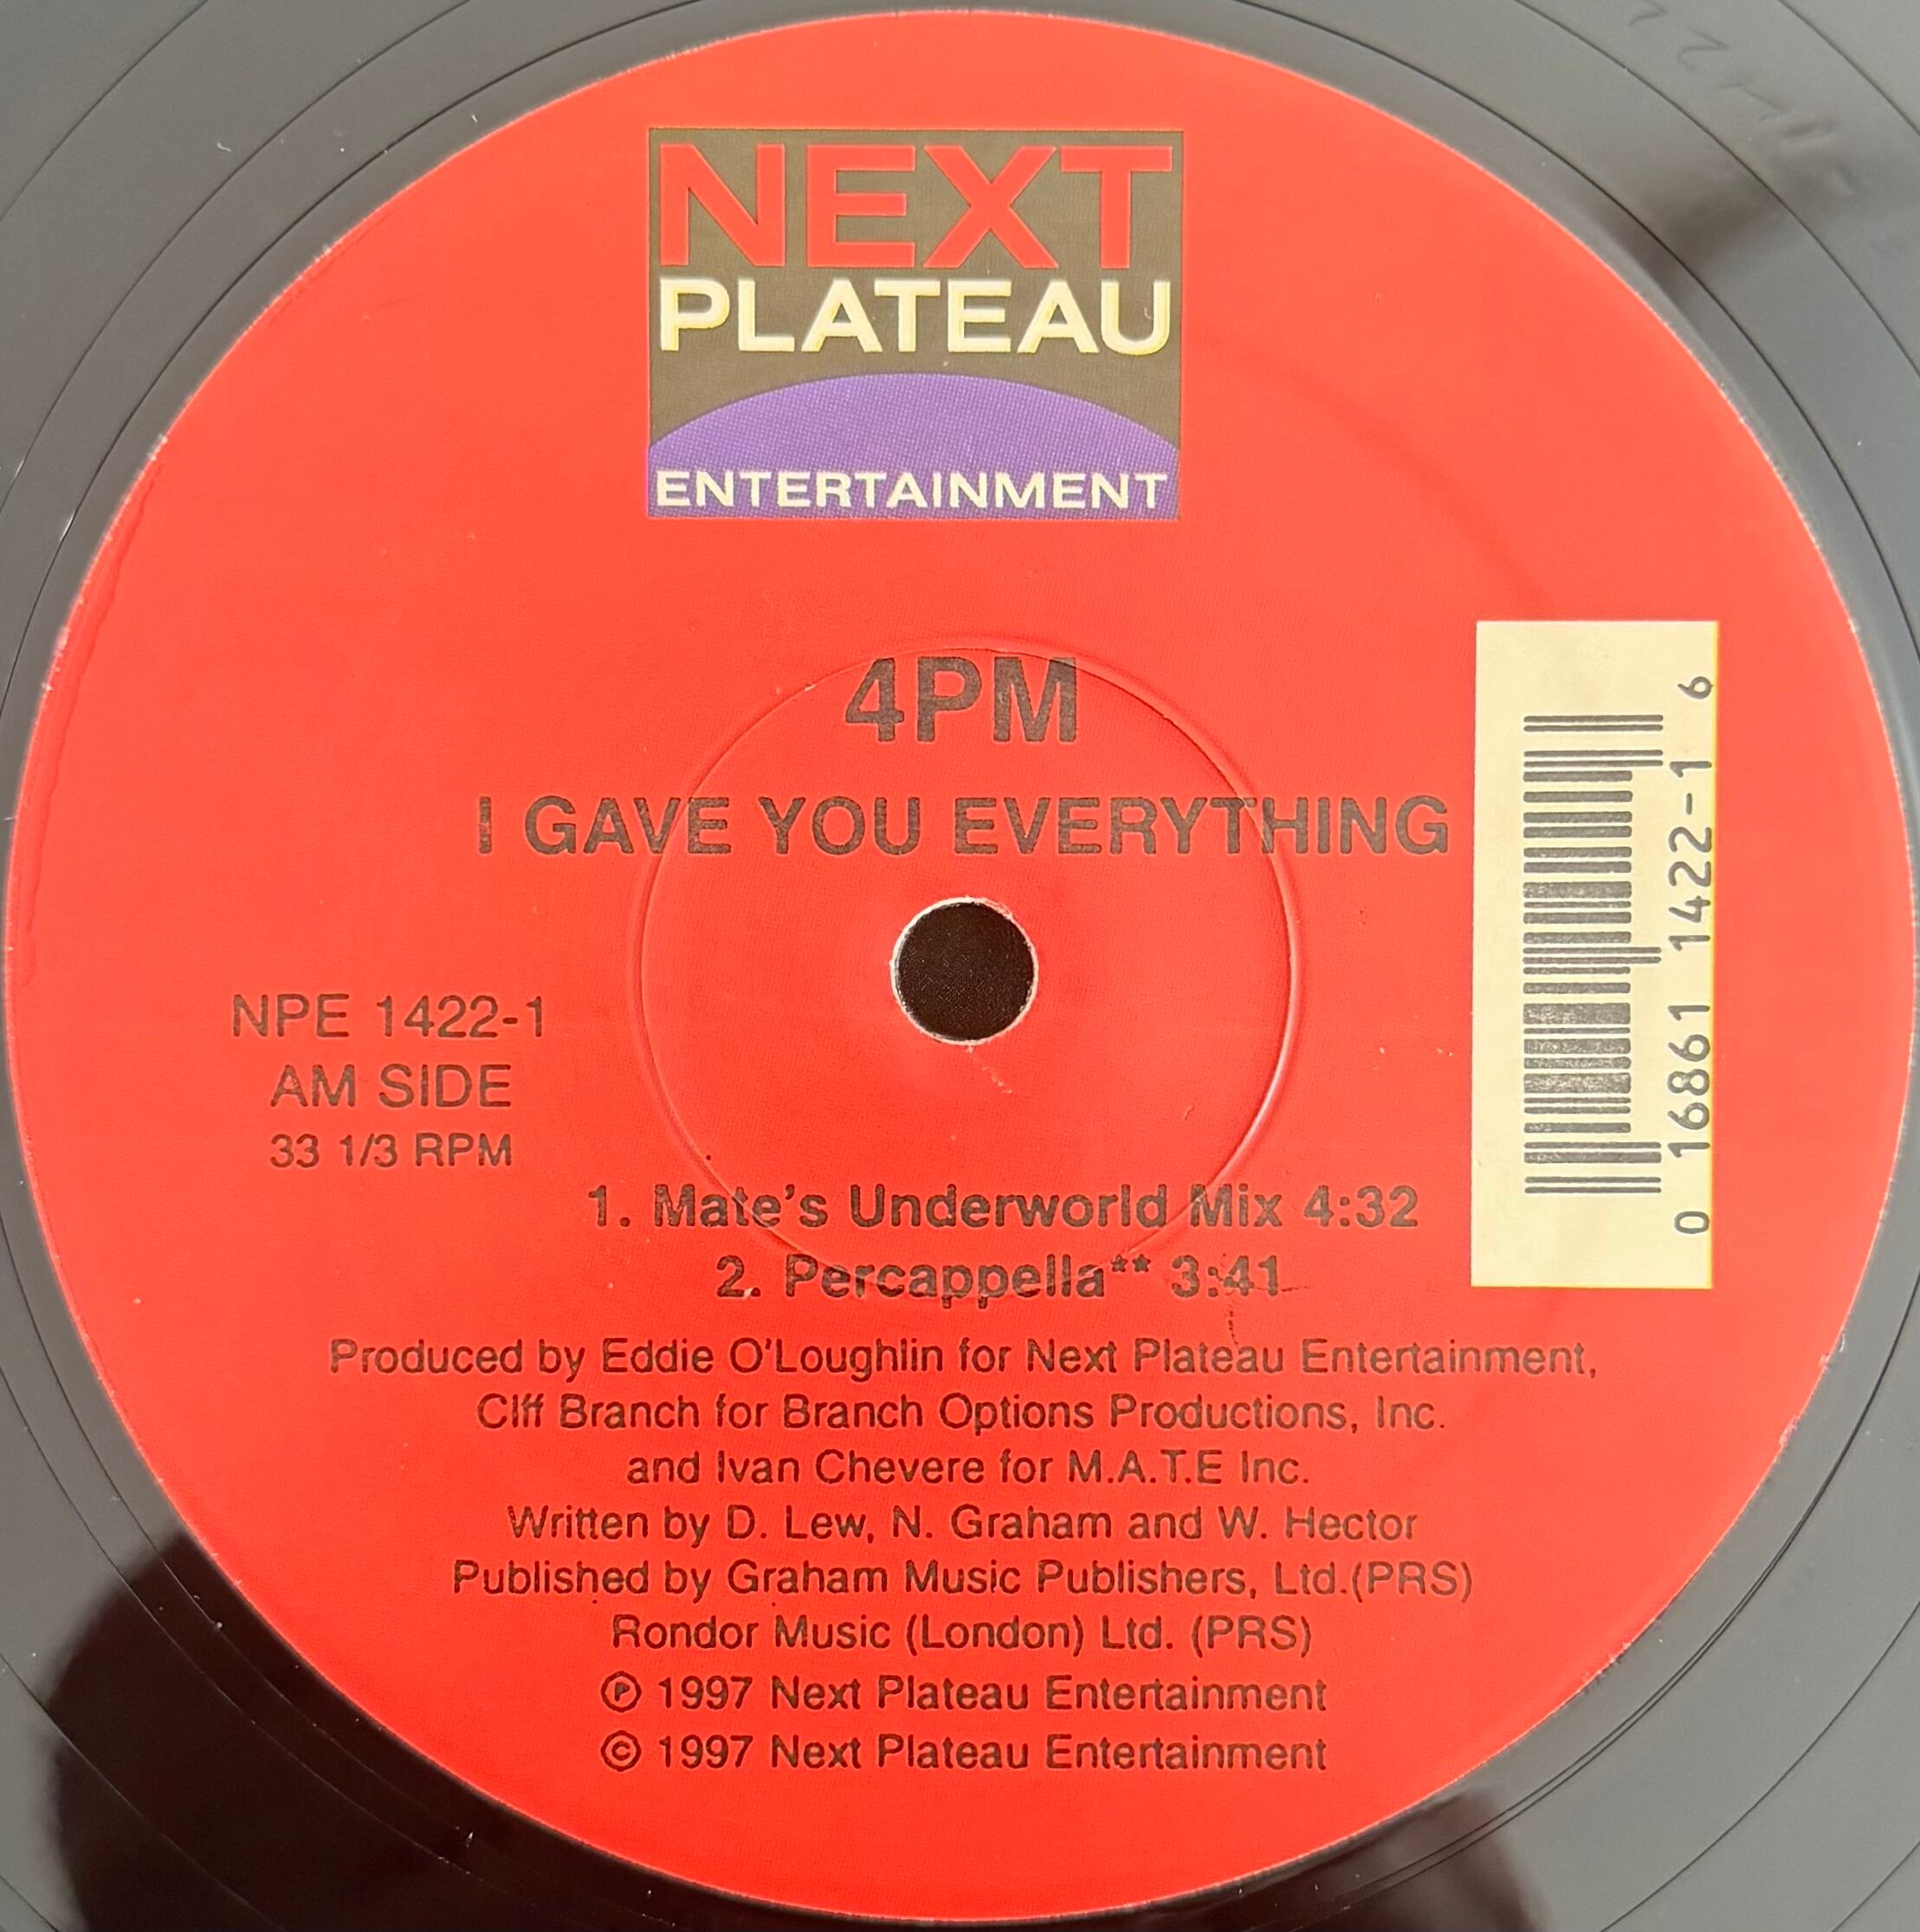 NEXT
PLATEAU
ENTERTAINMENT
4PM
I GAVE YOU EVERYTHING
NPE 1422-1
AM SIDE
33 1/3 RPM
0 16861 1422-1 6
1. Mate's Underworld Mix 4:32
2. Percappella** 3:41
Produced by Eddie O'Loughlin for Next Plateau Entertainment,
Cliff Branch for Branch Options Productions, Inc.
and Ivan Chevere for M.A.T.E Inc.
Written by D. Lew, N. Graham and W. Hector
Published by Graham Music Publishers, Ltd.(PRS)
Rondor Music (London) Ltd. (PRS)
℗ 1997 Next Plateau Entertainment
© 1997 Next Plateau Entertainment